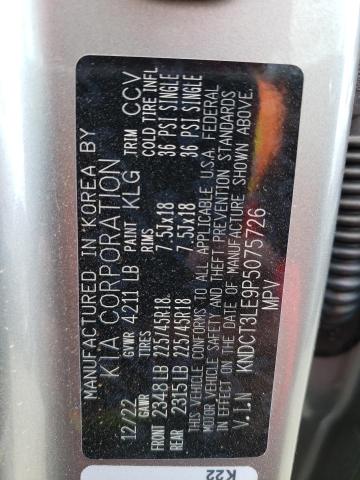 MANUFACTURED IN KOREA BY
KIA CORPORATION
12/22 GVWR 4211 LB PAINT KLG TRIM CCV
GAWR TIRES RIMS COLD TIRE INFL
FRONT 2348 LB 225/45R18. 7.5Jx18 36 PSI SINGLE
REAR 2315 LB 225/45R18 7.5Jx18 36 PSI SINGLE
THIS VEHICLE CONFORMS TO ALL APPLICABLE U.S.A. FEDERAL
MOTOR VEHICLE SAFETY AND THEFT PREVENTION STANDARDS
IN EFFECT ON THE DATE OF MANUFACTURE SHOWN ABOVE.
V.I.N KNDCT3LE9P5075726
MPV
K22